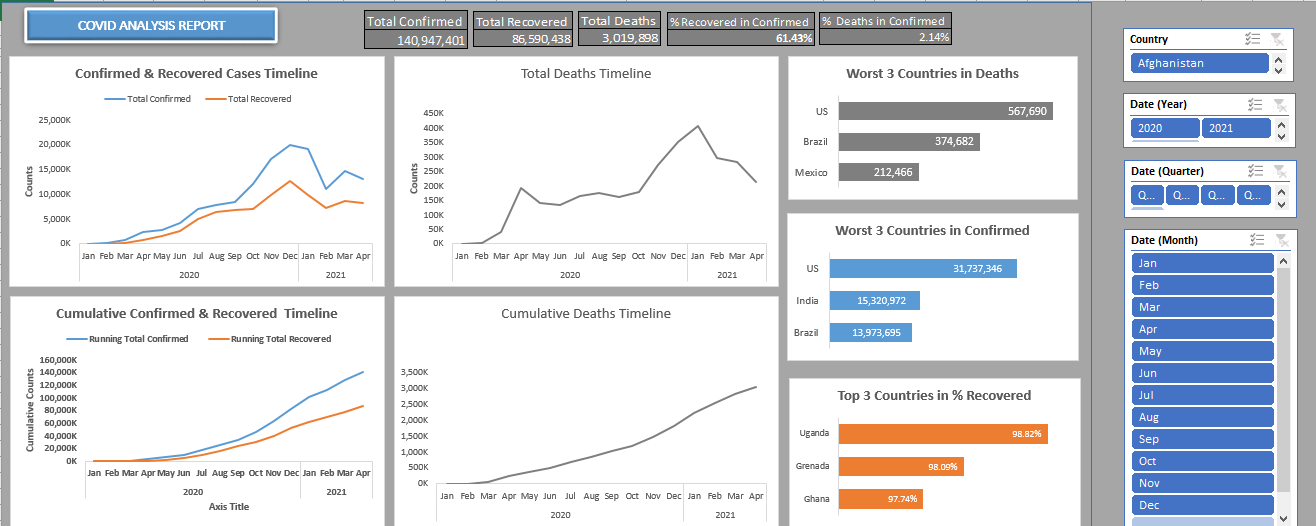 COVID ANALYSIS REPORT
Total Confirmed
140,947,401
Total Recovered
86,590,438
Total Deaths
3,019,898
%Recovered in Confirmed
61.43%
% Deaths in Confirmed
2.14%
Confirmed & Recovered Cases Timeline
Total Confirmed Total Recovered
25,000K
20,000K
15,000K
10,000K
5,000K
0K
Counts
Jan Feb Mar Apr May Jun Jul Aug Sep Oct Nov Dec Jan Feb Mar Apr
2020 2021
Total Deaths Timeline
450K
400K
350K
300K
250K
200K
150K
100K
50K
0K
Counts
Jan Feb Mar Apr May Jun Jul Aug Sep Oct Nov Dec Jan Feb Mar Apr
2020 2021
Worst 3 Countries in Deaths
US 567,690
Brazil 374,682
Mexico 212,466
Worst 3 Countries in Confirmed
US 31,737,346
India 15,320,972
Brazil 13,973,695
Cumulative Confirmed & Recovered Timeline
Running Total Confirmed Running Total Recovered
160,000K
140,000K
120,000K
100,000K
80,000K
60,000K
40,000K
20,000K
0K
Cumulative Counts
Jan Feb Mar Apr May Jun Jul Aug Sep Oct Nov Dec Jan Feb Mar Apr
2020 2021
Axis Title
Cumulative Deaths Timeline
3,500K
3,000K
2,500K
2,000K
1,500K
1,000K
500K
0K
Jan Feb Mar Apr May Jun Jul Aug Sep Oct Nov Dec Jan Feb Mar Apr
2020 2021
Top 3 Countries in % Recovered
Uganda 98.82%
Grenada 98.09%
Ghana 97.74%
Country
Afghanistan
Date (Year)
2020 2021
Date (Quarter)
Q... Q... Q... Q...
Date (Month)
Jan
Feb
Mar
Apr
May
Jun
Jul
Aug
Sep
Oct
Nov
Dec